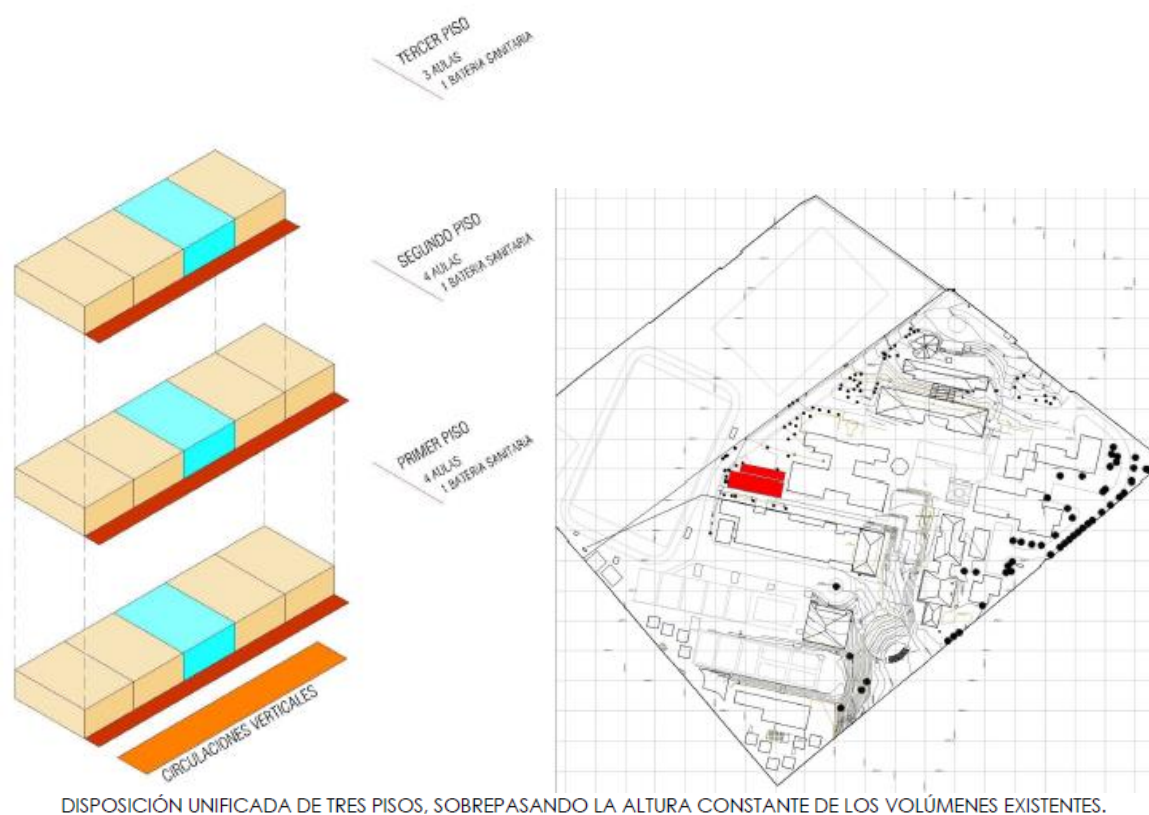 TERCER PISO
3 AULAS
1 BATERIA SANITARIA
SEGUNDO PISO
4 AULAS
1 BATERIA SANITARIA
PRIMER PISO
4 AULAS
1 BATERIA SANITARIA
CIRCULACIONES VERTICALES
DISPOSICIÓN UNIFICADA DE TRES PISOS, SOBREPASANDO LA ALTURA CONSTANTE DE LOS VOLÚMENES EXISTENTES.